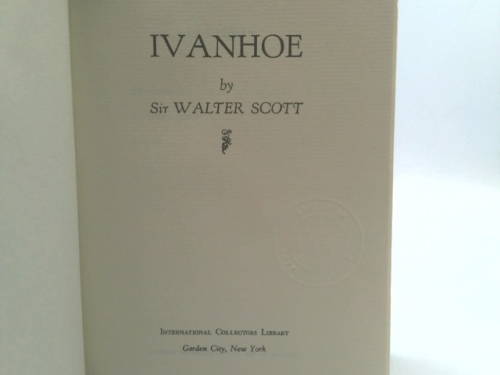 IVANHOE
by
Sir WALTER SCOTT
International Collectors Library
Garden City, New York